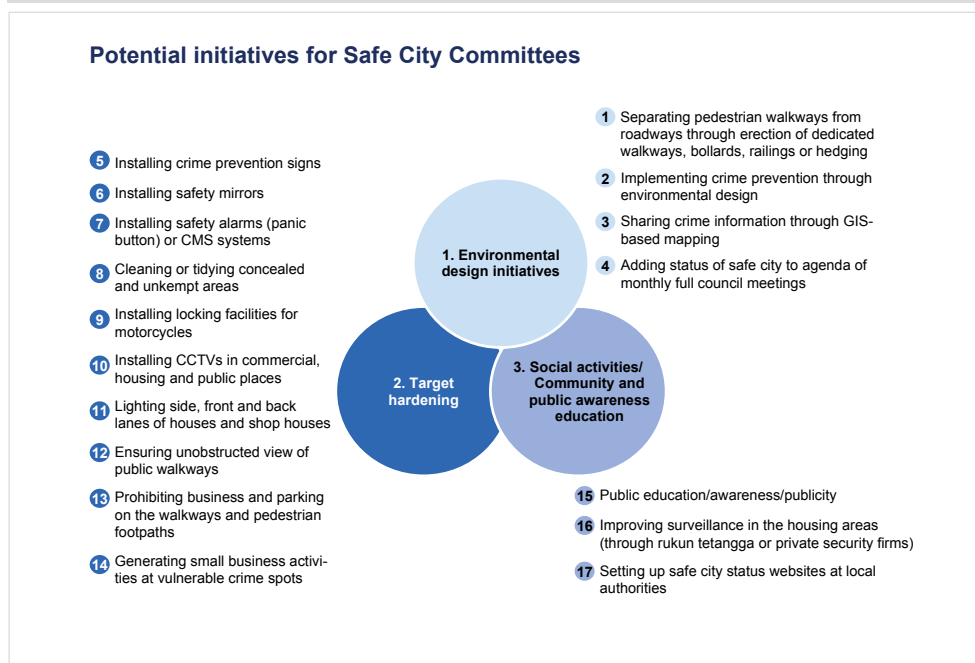 Potential initiatives for Safe City Committees
1 Separating pedestrian walkways from
roadways through erection of dedicated
walkways, bollards, railings or hedging
2 Implementing crime prevention through
environmental design
3 Sharing crime information through GIS-
based mapping
4 Adding status of safe city to agenda of
monthly full council meetings
5 Installing crime prevention signs
6 Installing safety mirrors
7 Installing safety alarms (panic
button) or CMS systems
8 Cleaning or tidying concealed
and unkempt areas
9 Installing locking facilities for
motorcycles
10 Installing CCTVs in commercial,
housing and public places
11 Lighting side, front and back
lanes of houses and shop houses
12 Ensuring unobstructed view of
public walkways
13 Prohibiting business and parking
on the walkways and pedestrian
footpaths
14 Generating small business activi-
ties at vulnerable crime spots
1. Environmental
design initiatives
2. Target
hardening
3. Social activities/
Community and
public awareness
education
15 Public education/awareness/publicity
16 Improving surveillance in the housing areas
(through rukun tetangga or private security firms)
17 Setting up safe city status websites at local
authorities